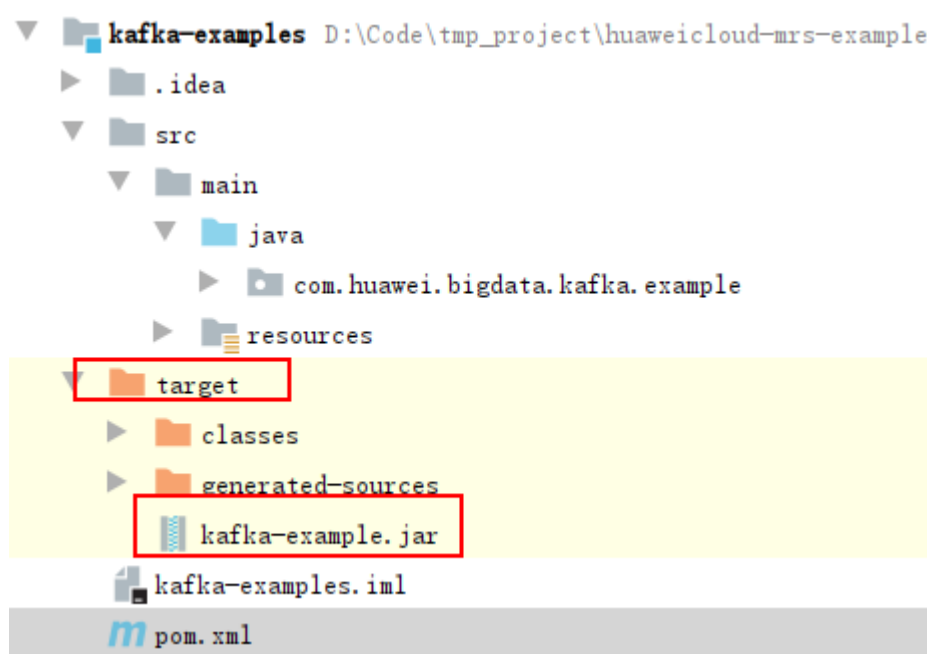 kafka-examples D:\Code\tmp_project\huaweicloud-mrs-example
.idea
src
main
java
com.huawei.bigdata.kafka.example
resources
target
classes
generated-sources
kafka-example.jar
kafka-examples.iml
m pom.xml